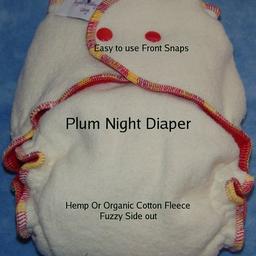 Easy to use Front Snaps
Plum Night Diaper
Hemp Or Organic Cotton Fleece
Fuzzy Side out